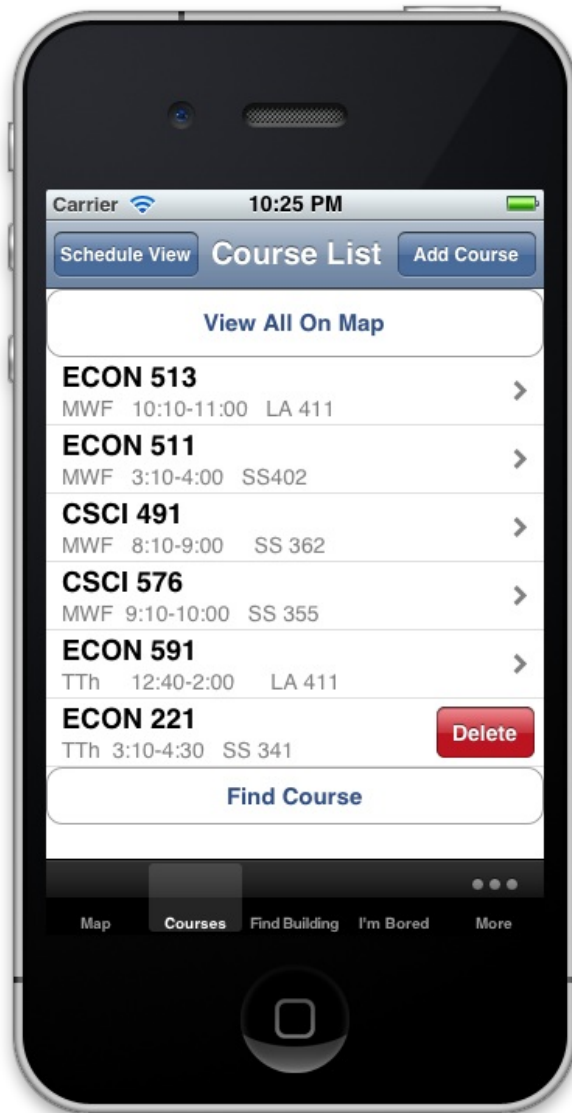 Carrier 10:25 PM
Schedule View Course List Add Course
View All On Map
ECON 513
MWF 10:10-11:00 LA 411
ECON 511
MWF 3:10-4:00 SS402
CSCI 491
MWF 8:10-9:00 SS 362
CSCI 576
MWF 9:10-10:00 SS 355
ECON 591
TTh 12:40-2:00 LA 411
ECON 221
TTh 3:10-4:30 SS 341
Delete
Find Course
Map Courses Find Building I'm Bored More